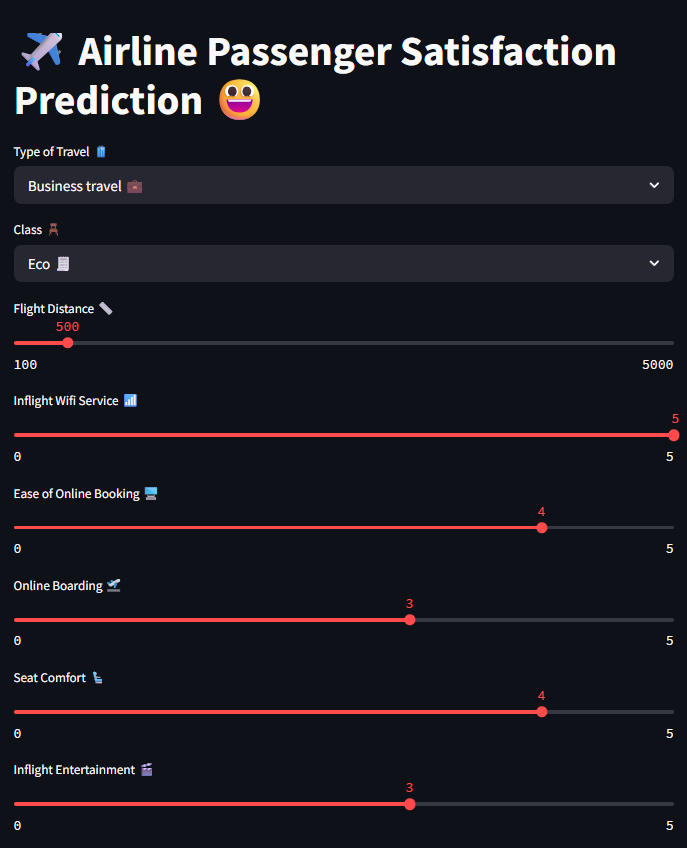 ✈️ Airline Passenger Satisfaction
Prediction 😃
Type of Travel 🧳
Business travel 💼
Class 🪑
Eco 🧾
Flight Distance 📏
500
100 5000
Inflight Wifi Service 📶
5
0 5
Ease of Online Booking 💻
4
0 5
Online Boarding 🛫
3
0 5
Seat Comfort 💺
4
0 5
Inflight Entertainment 🎬
3
0 5